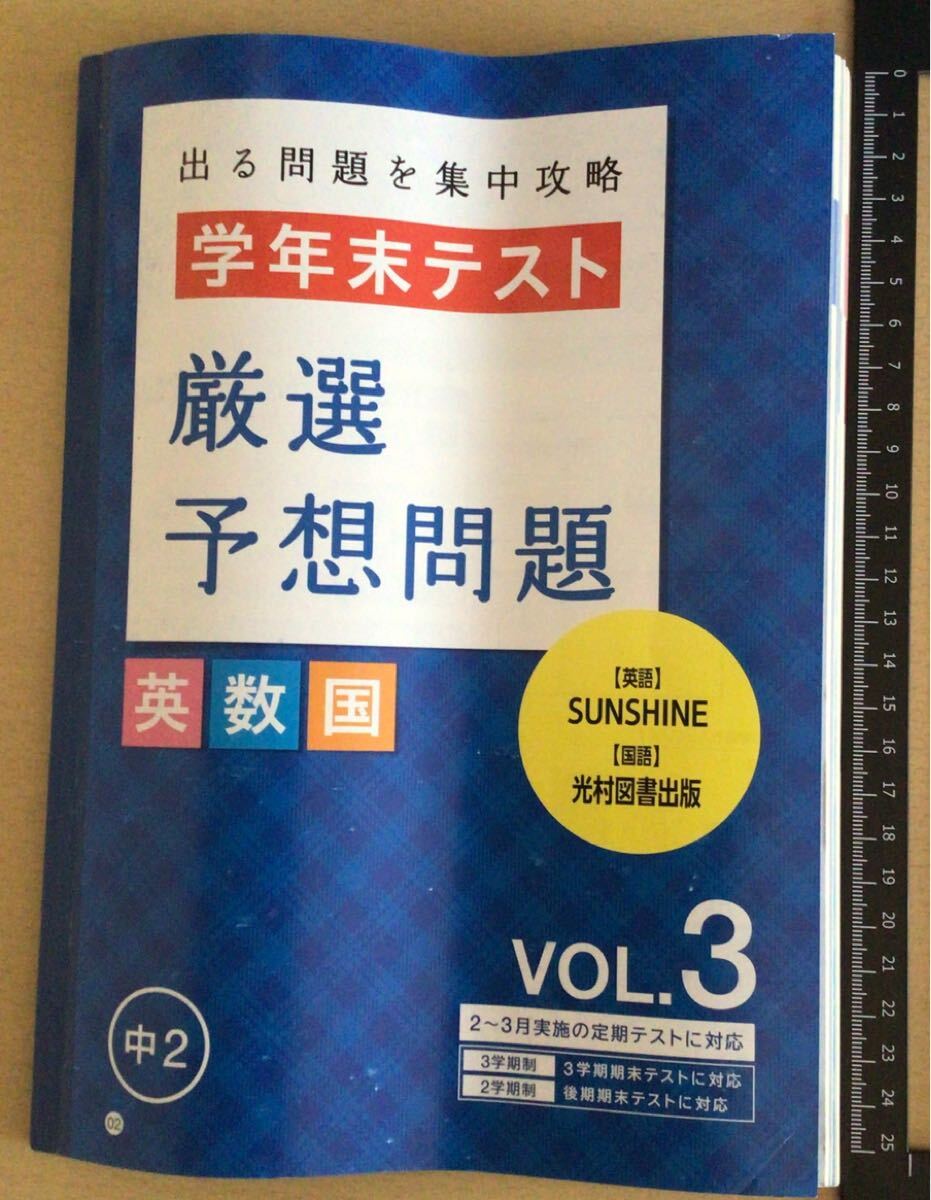 出る問題を集中攻略
学年末テスト
厳選
予想問題
英 数 国
【英語】
SUNSHINE
【国語】
光村図書出版
VOL.3
2～3月実施の定期テストに対応
3学期制 3学期期末テストに対応
2学期制 後期期末テストに対応
中2
02
0
1
2
3
4
5
6
7
8
9
10
11
12
13
14
15
16
17
18
19
20
21
22
23
24
25